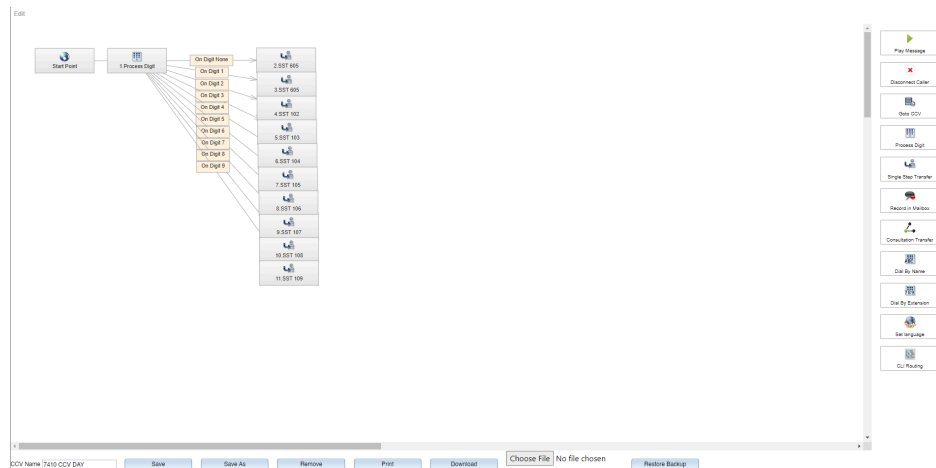 Edit
Start Point
1.Process Digit
On Digit None
On Digit 1
On Digit 2
On Digit 3
On Digit 4
On Digit 5
On Digit 6
On Digit 7
On Digit 8
On Digit 9
2.SST 605
3.SST 605
4.SST 102
5.SST 103
6.SST 104
7.SST 105
8.SST 106
9.SST 107
10.SST 108
11.SST 109
Play Message
Disconnect Caller
Goto CCV
Process Digit
Single Step Transfer
Record in Mailbox
Consultation Transfer
Dial By Name
Dial By Extension
Set language
CLI Routing
CCV Name 7410 CCV DAY Save Save As Remove Print Download Choose File No file chosen Restore Backup